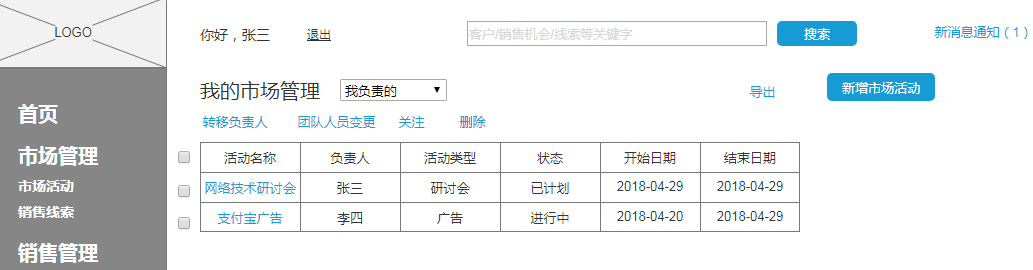 LOGO
你好，张三 退出 客户/销售机会/线索等关键字 搜索 新消息通知（1）
我的市场管理 我负责的 导出 新增市场活动
转移负责人 团队人员变更 关注 删除
首页
市场管理
市场活动
销售线索
销售管理
活动名称 负责人 活动类型 状态 开始日期 结束日期
网络技术研讨会 张三 研讨会 已计划 2018-04-29 2018-04-29
支付宝广告 李四 广告 进行中 2018-04-20 2018-04-29